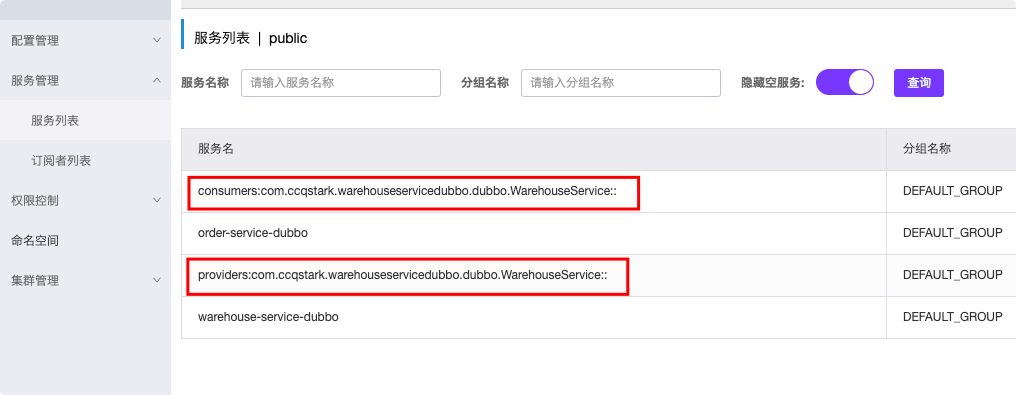 配置管理
服务管理
服务列表
订阅者列表
权限控制
命名空间
集群管理
服务列表 | public
服务名称 请输入服务名称 分组名称 请输入分组名称 隐藏空服务: 查询
服务名 分组名称
consumers:com.ccqstark.warehouseservicedubbo.dubbo.WarehouseService:: DEFAULT_GROUP
order-service-dubbo DEFAULT_GROUP
providers:com.ccqstark.warehouseservicedubbo.dubbo.WarehouseService:: DEFAULT_GROUP
warehouse-service-dubbo DEFAULT_GROUP